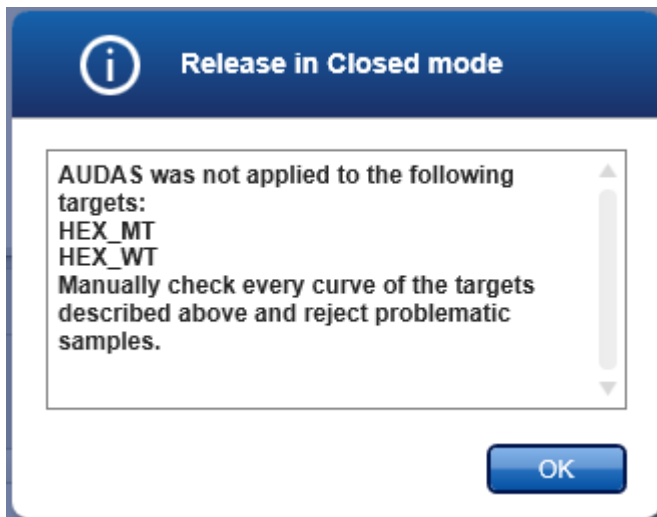 Release in Closed mode
AUDAS was not applied to the following
targets:
HEX_MT
HEX_WT
Manually check every curve of the targets
described above and reject problematic
samples.
OK